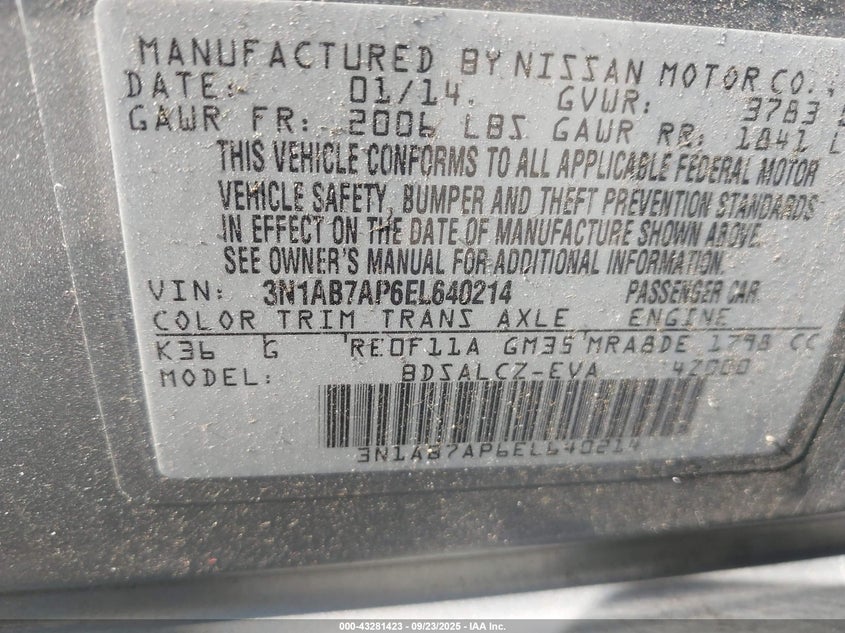 MANUFACTURED BY NISSAN MOTOR CO.,
DATE: 01/14. GVWR: 3783
GAWR FR: 2006 LBS GAWR RR: 1841 L
THIS VEHICLE CONFORMS TO ALL APPLICABLE FEDERAL MOTOR
VEHICLE SAFETY, BUMPER AND THEFT PREVENTION STANDARDS
IN EFFECT ON THE DATE OF MANUFACTURE SHOWN ABOVE.
SEE OWNER'S MANUAL FOR ADDITIONAL INFORMATION.
VIN: 3N1AB7AP6EL640214 PASSENGER CAR
COLOR TRIM TRANS AXLE ENGINE
K36 G RE0F11A GM35 MRA8DE 1798 CC
MODEL: BDSALCZ-EVA 42000
3N1AB7AP6EL640214
000-43281423 - 09/23/2025 - IAA Inc.